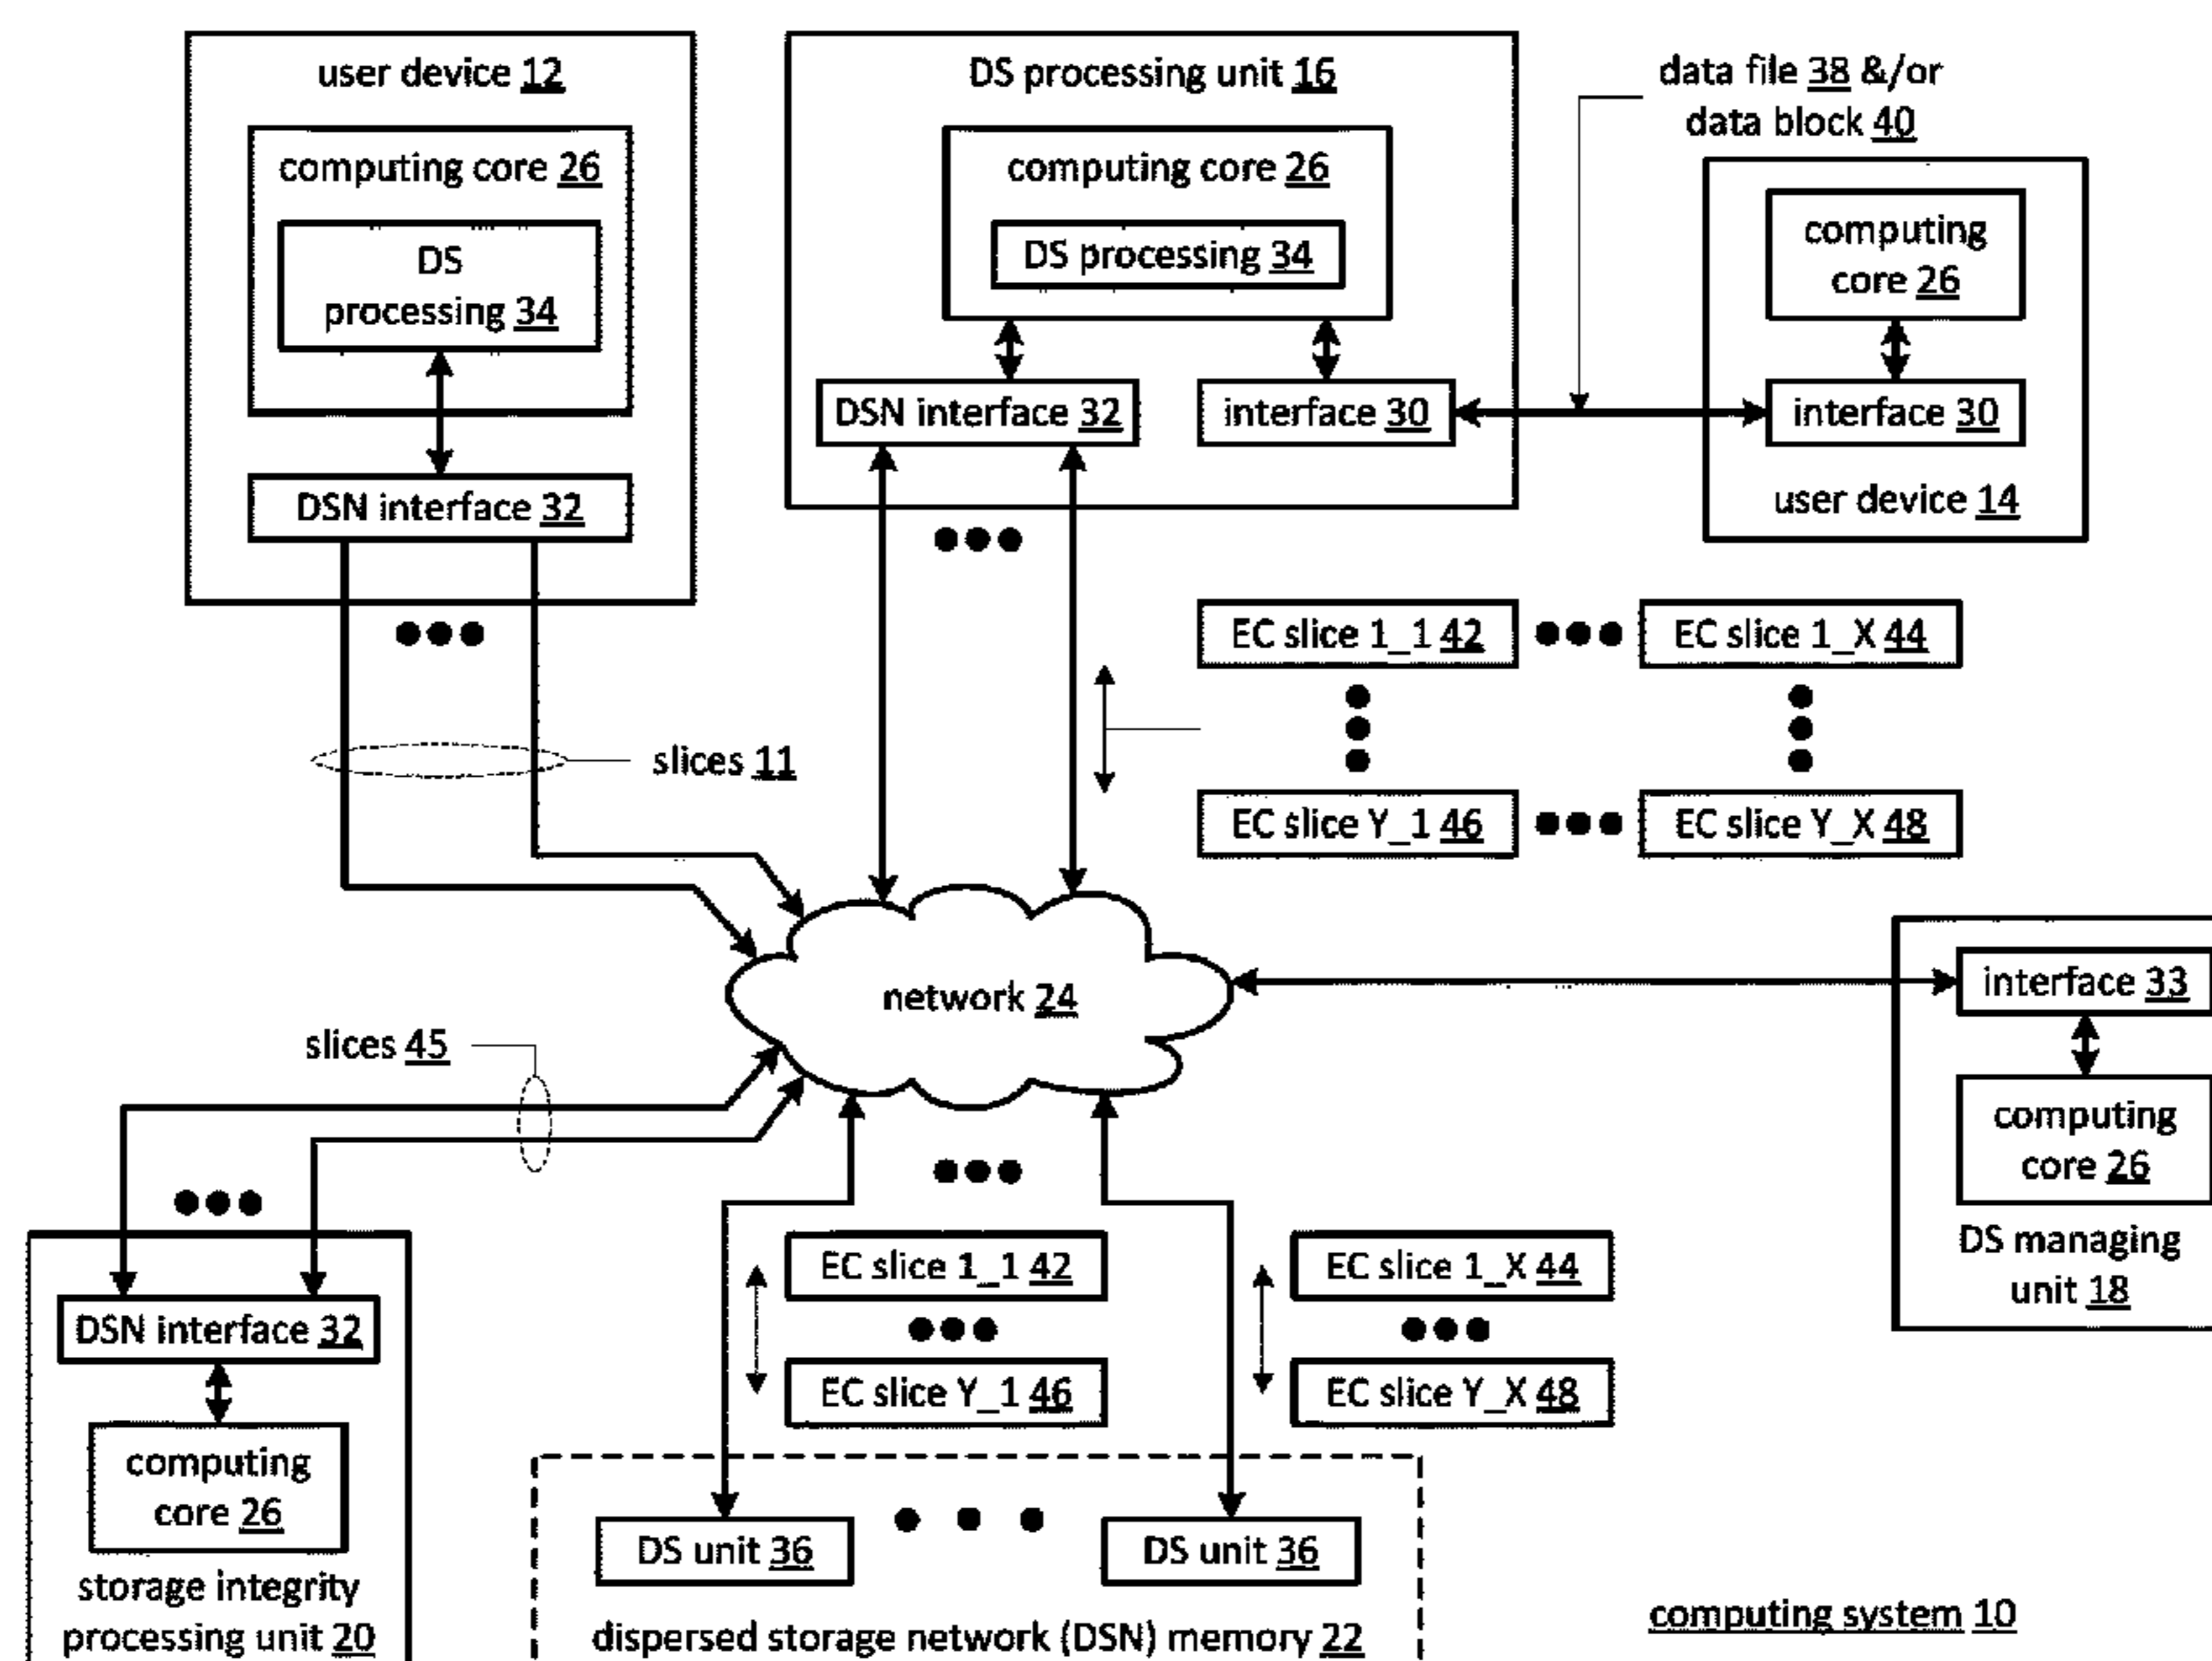 user device 12
computing core 26
DS
processing 34
DSN interface 32
DS processing unit 16
computing core 26
DS processing 34
DSN interface 32
interface 30
data file 38 &/or
data block 40
computing
core 26
interface 30
user device 14
slices 11
EC slice 1_1 42
EC slice 1_X 44
EC slice Y_1 46
EC slice Y_X 48
network 24
interface 33
computing
core 26
DS managing
unit 18
slices 45
DSN interface 32
computing
core 26
storage integrity
processing unit 20
EC slice 1_1 42
EC slice Y_1 46
EC slice 1_X 44
EC slice Y_X 48
DS unit 36
DS unit 36
dispersed storage network (DSN) memory 22
computing system 10